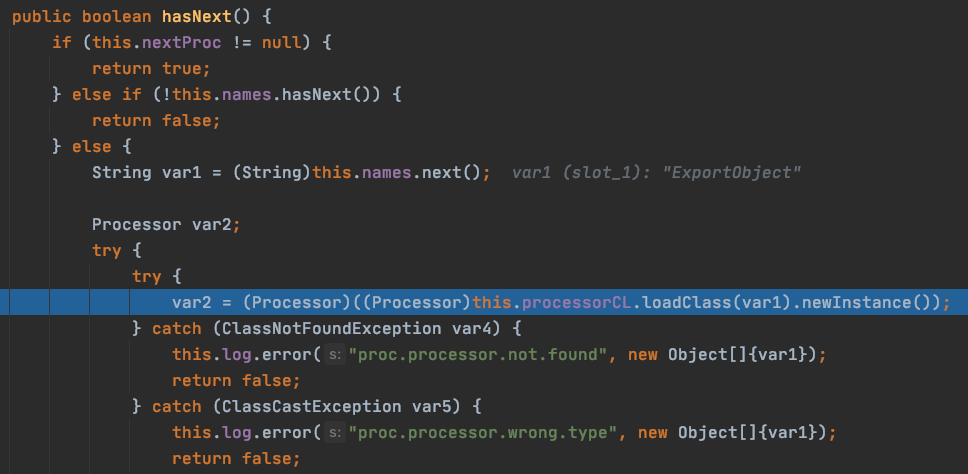 public boolean hasNext() {
    if (this.nextProc != null) {
        return true;
    } else if (!this.names.hasNext()) {
        return false;
    } else {
        String var1 = (String)this.names.next();  var1 (slot_1): "ExportObject"

        Processor var2;
        try {
            try {
                var2 = (Processor)((Processor)this.processorCL.loadClass(var1).newInstance());
            } catch (ClassNotFoundException var4) {
                this.log.error( s: "proc.processor.not.found", new Object[]{var1});
                return false;
            } catch (ClassCastException var5) {
                this.log.error( s: "proc.processor.wrong.type", new Object[]{var1});
                return false;